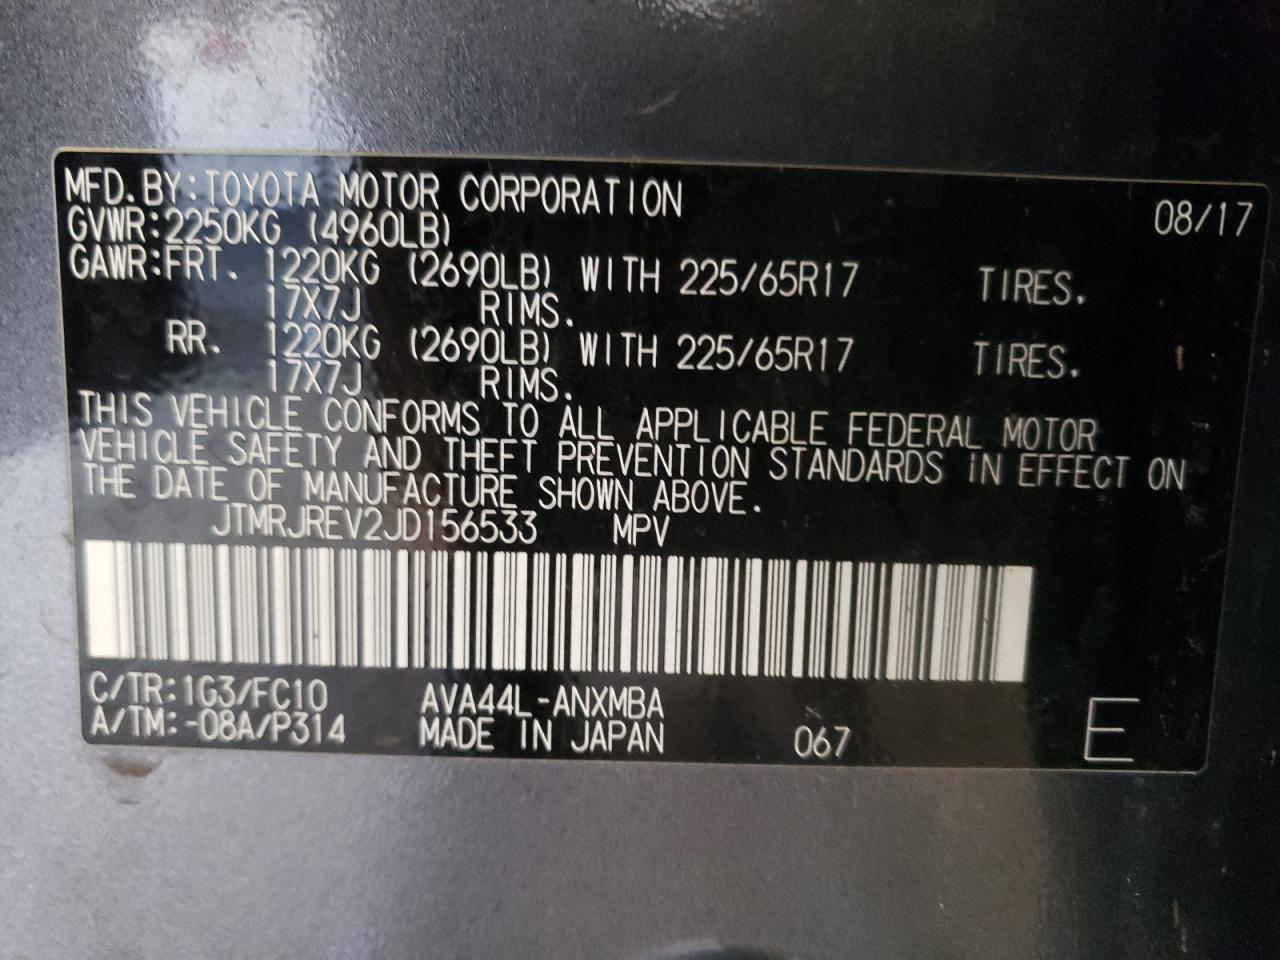 MFD.BY:TOYOTA MOTOR CORPORATION 08/17
GVWR:2250KG (4960LB)
GAWR:FRT. 1220KG (2690LB) WITH 225/65R17 TIRES.
17X7J RIMS.
RR. 1220KG (2690LB) WITH 225/65R17 TIRES.
17X7J RIMS.
THIS VEHICLE CONFORMS TO ALL APPLICABLE FEDERAL MOTOR
VEHICLE SAFETY AND THEFT PREVENTION STANDARDS IN EFFECT ON
THE DATE OF MANUFACTURE SHOWN ABOVE.
JTMRJREV2JD156533 MPV
C/TR:1G3/FC10 AVA44L-ANXMBA
A/TM:-08A/P314 MADE IN JAPAN 067 E